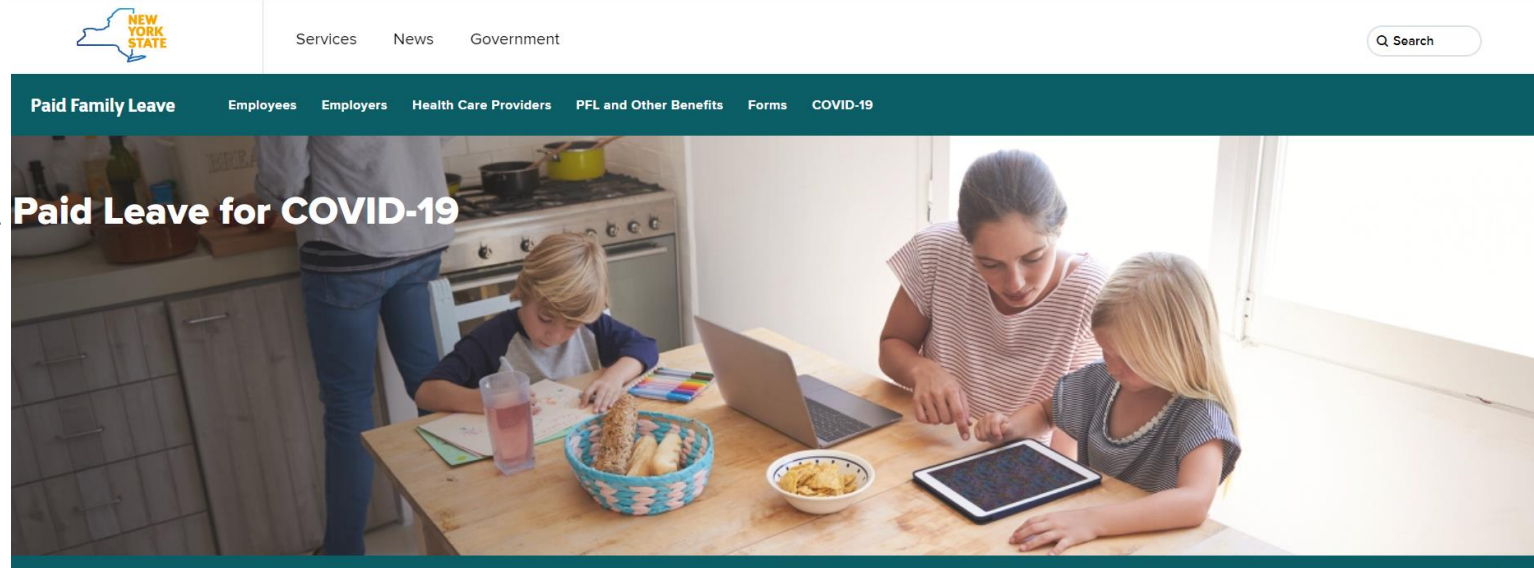 NEW
YORK
STATE
Services News Government
Search
Paid Family Leave Employees Employers Health Care Providers PFL and Other Benefits Forms COVID-19
Paid Leave for COVID-19